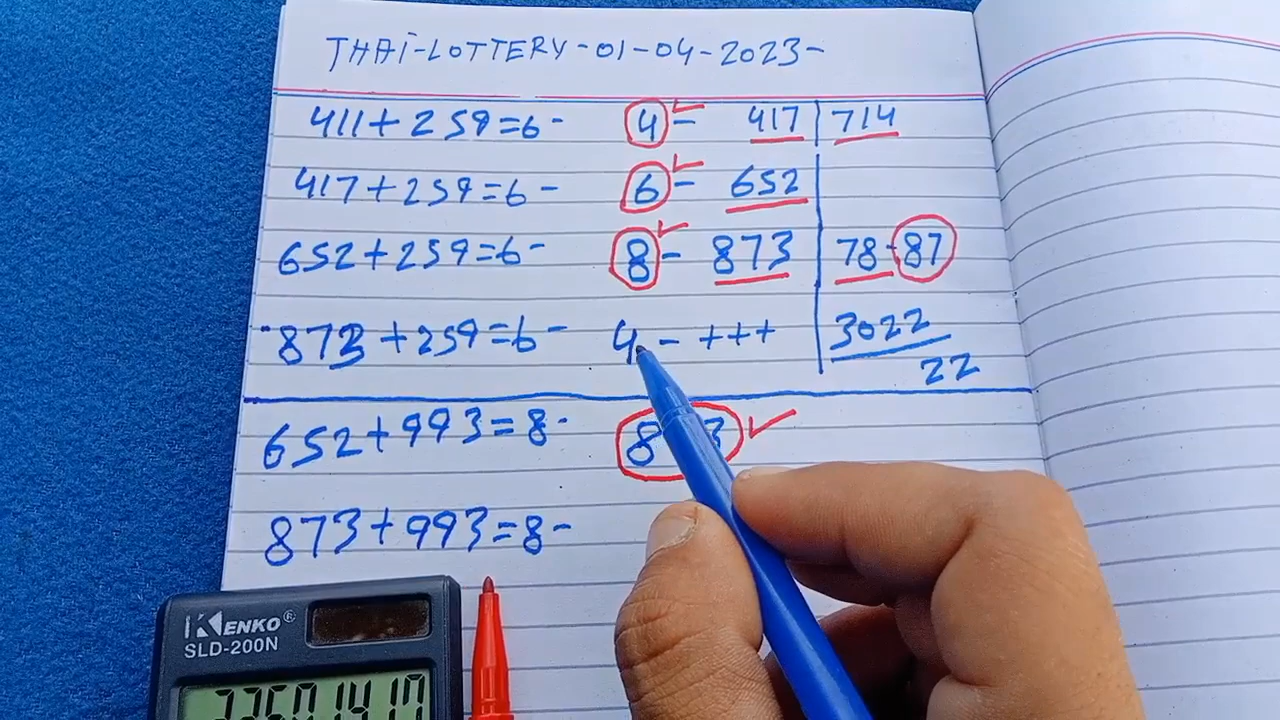 THAI-LOTTERY-01-04-2023-
411+259=6- 4- 417 | 714
417+259=6- 6- 652
652+259=6- 8- 873 | 78-87
873+259=6- 4-+++ 3022
22
652+993=8-
873+993=8-
KENKO®
SLD-200N